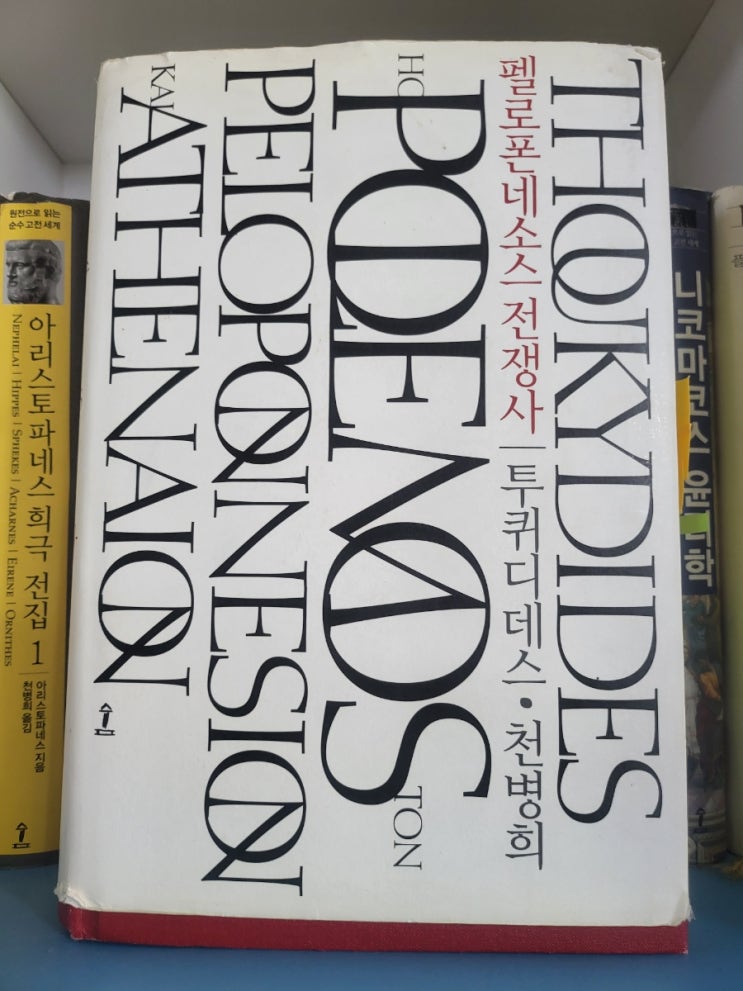 원전으로 읽는
순수고전세계
아리스토파네스 희극 전집 1
NEPHELAI | HIPPES | SPHEKES | ACHARNES | EIRENE | ORNITHES
아리스토파네스 지음
천병희 옮김
THOUKYDIDES
펠로폰네소스 전쟁사 | 투퀴디데스 • 천병희
HO POLEMOS TON
PELOPONNESION
KAI ATHENAION
니코마코스 윤리학